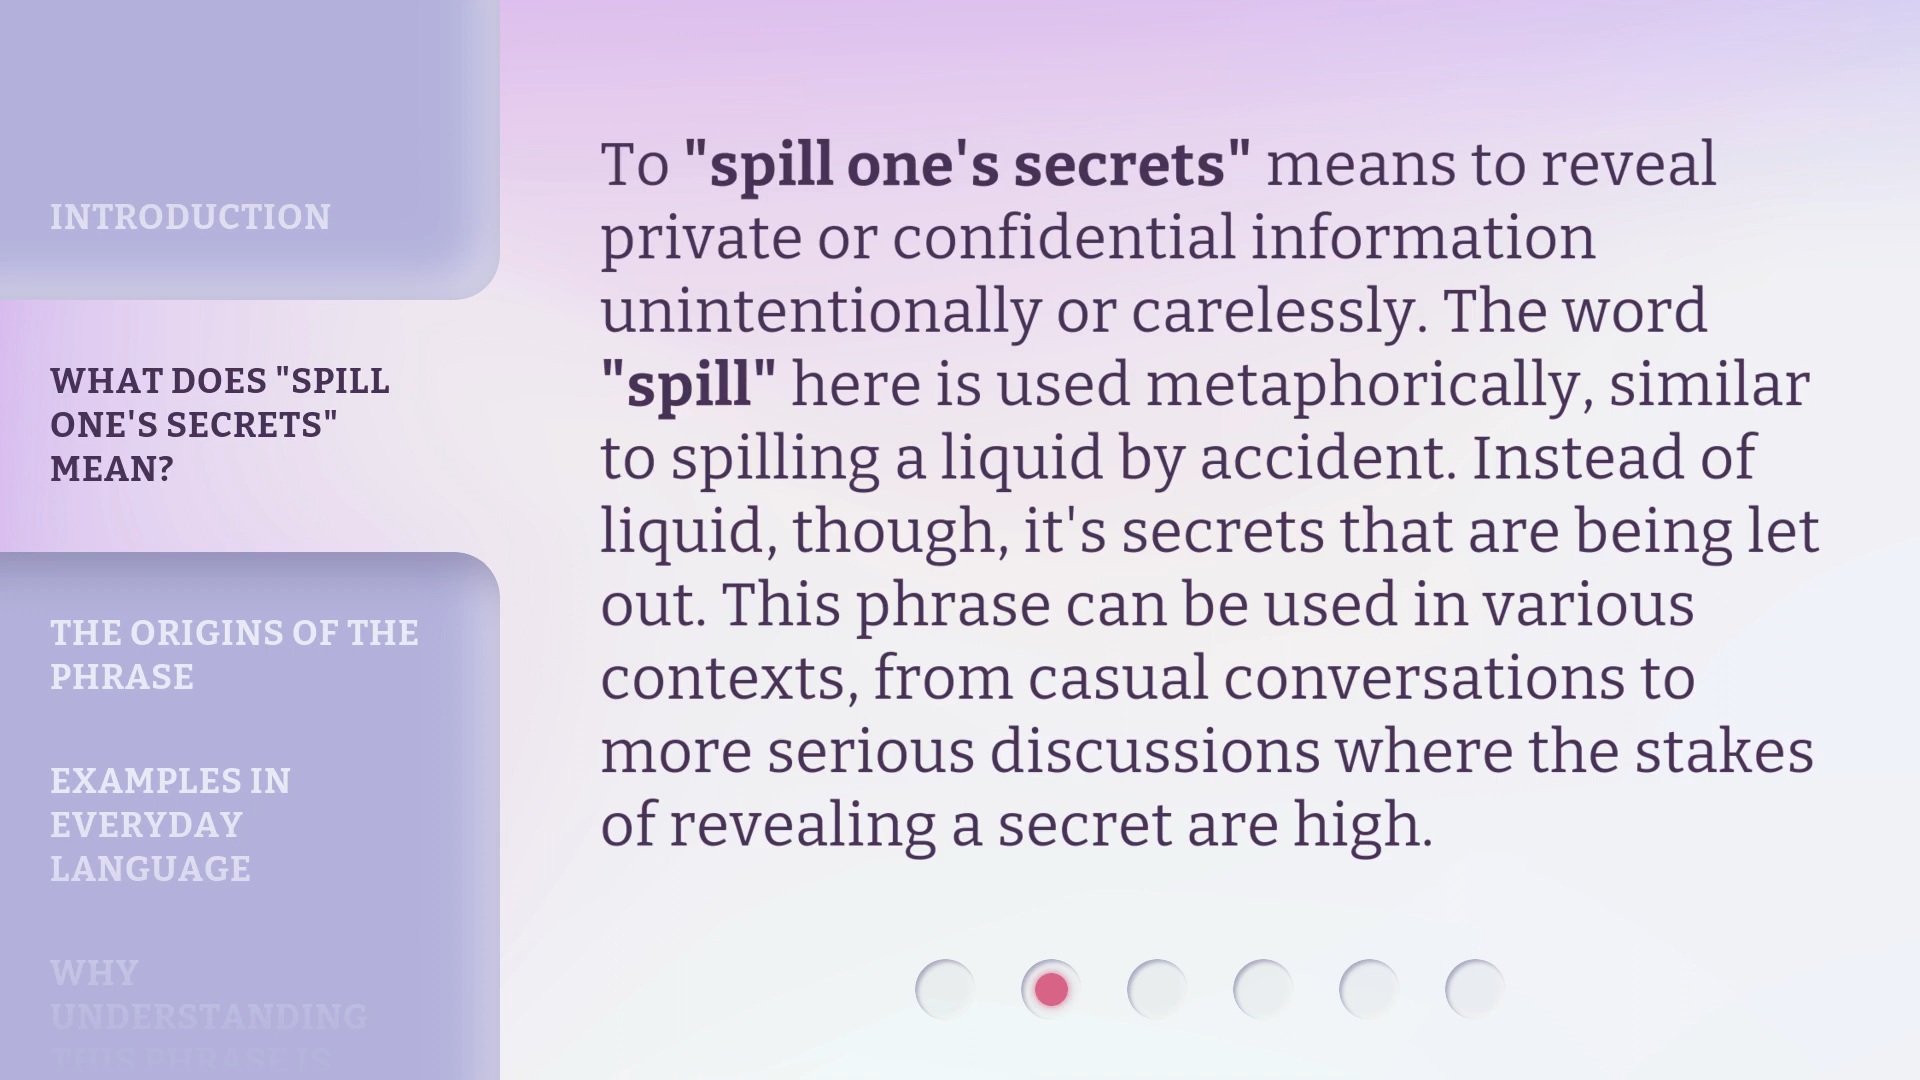 INTRODUCTION
WHAT DOES "SPILL
ONE'S SECRETS"
MEAN?
THE ORIGINS OF THE
PHRASE
EXAMPLES IN
EVERYDAY
LANGUAGE
WHY
UNDERSTANDING
THIS PHRASE IS
To "spill one's secrets" means to reveal
private or confidential information
unintentionally or carelessly. The word
"spill" here is used metaphorically, similar
to spilling a liquid by accident. Instead of
liquid, though, it's secrets that are being let
out. This phrase can be used in various
contexts, from casual conversations to
more serious discussions where the stakes
of revealing a secret are high.